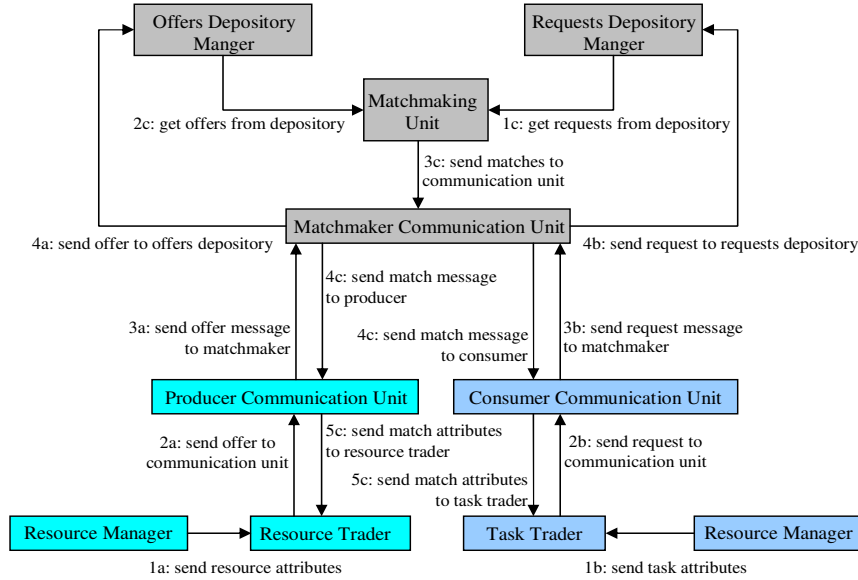 Offers Depository
Manger
Requests Depository
Manger
Matchmaking
Unit
2c: get offers from depository
1c: get requests from depository
3c: send matches to
communication unit
Matchmaker Communication Unit
4a: send offer to offers depository
4b: send request to requests depository
4c: send match message
to producer
3a: send offer message
to matchmaker
4c: send match message
to consumer
3b: send request message
to matchmaker
Producer Communication Unit
Consumer Communication Unit
2a: send offer to
communication unit
5c: send match attributes
to resource trader
2b: send request to
communication unit
5c: send match attributes
to task trader
Resource Manager
Resource Trader
Task Trader
Resource Manager
1a: send resource attributes
1b: send task attributes